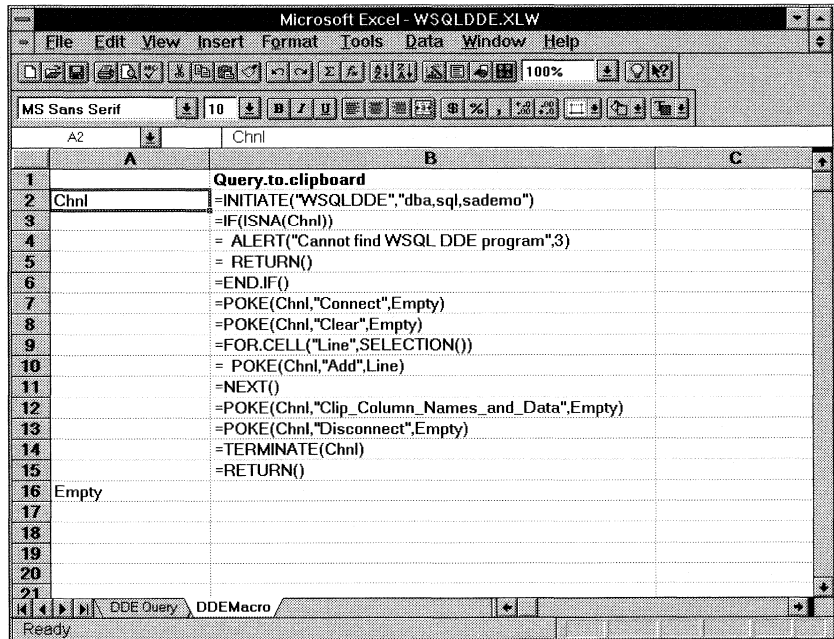 Microsoft Excel - WSQLDDE.XLW
File Edit View Insert Format Tools Data Window Help
100%
MS Sans Serif 10 B I U $ % ,
A2 Chnl
A B C
1 Query.to.clipboard
2 Chnl =INITIATE("WSQLDDE","dba,sql,sademo")
3 =IF(ISNA(Chnl))
4 = ALERT("Cannot find WSQL DDE program",3)
5 = RETURN()
6 =END.IF()
7 =POKE(Chnl,"Connect",Empty)
8 =POKE(Chnl,"Clear",Empty)
9 =FOR.CELL("Line",SELECTION())
10 = POKE(Chnl,"Add",Line)
11 =NEXT()
12 =POKE(Chnl,"Clip_Column_Names_and_Data",Empty)
13 =POKE(Chnl,"Disconnect",Empty)
14 =TERMINATE(Chnl)
15 =RETURN()
16 Empty
17
18
19
20
21
DDE Query DDEMacro
Ready